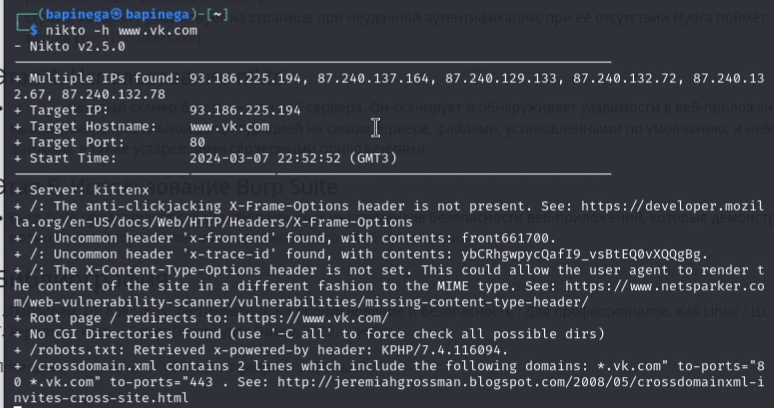 (bapinega㉿bapinega)-[~]
$ nikto -h www.vk.com
- Nikto v2.5.0
+ Multiple IPs found: 93.186.225.194, 87.240.137.164, 87.240.129.133, 87.240.132.72, 87.240.13
2.67, 87.240.132.78
+ Target IP: 93.186.225.194
+ Target Hostname: www.vk.com
+ Target Port: 80
+ Start Time: 2024-03-07 22:52:52 (GMT3)
+ Server: kittenx
+ /: The anti-clickjacking X-Frame-Options header is not present. See: https://developer.mozil
la.org/en-US/docs/Web/HTTP/Headers/X-Frame-Options
+ /: Uncommon header 'x-frontend' found, with contents: front661700.
+ /: Uncommon header 'x-trace-id' found, with contents: ybCRhgwpycQafI9_vsBtEQ0vXQQgBg.
+ /: The X-Content-Type-Options header is not set. This could allow the user agent to render t
he content of the site in a different fashion to the MIME type. See: https://www.netsparker.co
m/web-vulnerability-scanner/vulnerabilities/missing-content-type-header/
+ Root page / redirects to: https://www.vk.com/
+ No CGI Directories found (use '-C all' to force check all possible dirs)
+ /robots.txt: Retrieved x-powered-by header: KPHP/7.4.116094.
+ /crossdomain.xml contains 2 lines which include the following domains: *.vk.com" to-ports="8
0 *.vk.com" to-ports="443 . See: http://jeremiahgrossman.blogspot.com/2008/05/crossdomainxml-i
nvites-cross-site.html